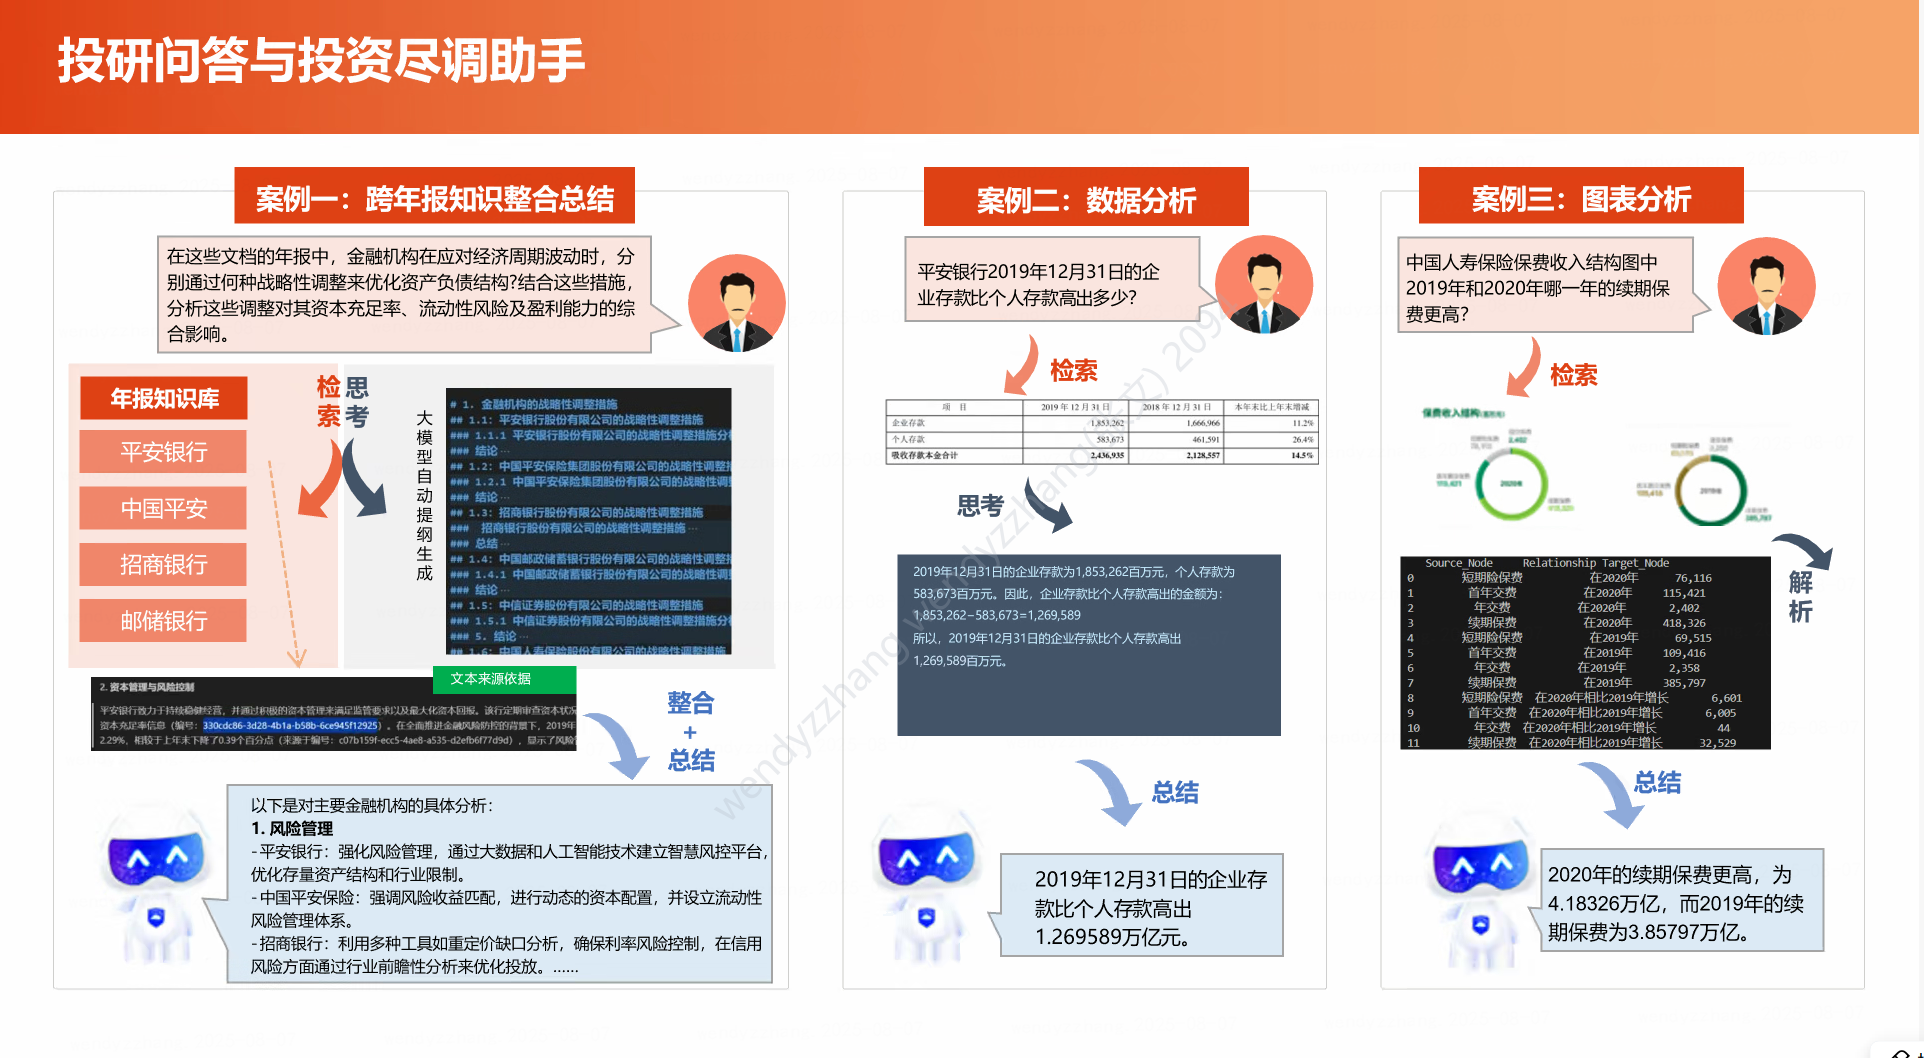 投研问答与投资尽调助手
案例一：跨年报知识整合总结
在这些文档的年报中，金融机构在应对经济周期波动时，分
别通过何种战略性调整来优化资产负债结构?结合这些措施，
分析这些调整对其资本充足率、流动性风险及盈利能力的综
合影响。
年报知识库
平安银行
中国平安
招商银行
邮储银行
检索
思考
大模型自动提纲生成
# 1. 金融机构的战略性调整措施
## 1.1: 平安银行股份有限公司的战略性调整措施
### 1.1.1 平安银行股份有限公司的战略性调整措施分
### 结论…
## 1.2: 中国平安保险集团股份有限公司的战略性调整
### 1.2.1 中国平安保险集团股份有限公司的战略性调
### 结论…
## 1.3: 招商银行股份有限公司的战略性调整措施
### 招商银行股份有限公司的战略性调整措施…
### 总结…
## 1.4: 中国邮政储蓄银行股份有限公司的战略性调整
### 1.4.1 中国邮政储蓄银行股份有限公司的战略性调
### 结论…
## 1.5: 中信证券股份有限公司的战略性调整措施
### 1.5.1 中信证券股份有限公司的战略性调整措施分
### 5. 结论…
## 1.6: 中国人寿保险股份有限公司的战略性调整措施
文本来源依据
2. 资本管理与风险控制
平安银行致力于持续稳健经营，并通过积极的资本管理来满足监管要求以及最大化资本回报。该行定期审查资本状况
资本充足率信息（编号：330cdc86-3d28-4b1a-b58b-6ce945f12925）。在全面推进金融风险防控的背景下，2019年
2.29%，相较于上年末下降了0.39个百分点（来源于编号：c07b159f-ecc5-4ae8-a535-d2efb6f77d9d），显示了风险
整合
+
总结
以下是对主要金融机构的具体分析：
1. 风险管理
- 平安银行：强化风险管理，通过大数据和人工智能技术建立智慧风控平台，
优化存量资产结构和行业限制。
- 中国平安保险：强调风险收益匹配，进行动态的资本配置，并设立流动性
风险管理体系。
- 招商银行：利用多种工具如重定价缺口分析，确保利率风险控制，在信用
风险方面通过行业前瞻性分析来优化投放。……
案例二：数据分析
平安银行2019年12月31日的企
业存款比个人存款高出多少?
检索
项 目 2019 年 12 月 31 日 2018 年 12 月 31 日 本年末比上年末增减
企业存款 1,853,262 1,666,966 11.2%
个人存款 583,673 461,591 26.4%
吸收存款本金合计 2,436,935 2,128,557 14.5%
思考
2019年12月31日的企业存款为1,853,262百万元，个人存款为
583,673百万元。因此，企业存款比个人存款高出的金额为：
1,853,262−583,673=1,269,589
所以，2019年12月31日的企业存款比个人存款高出
1,269,589百万元。
总结
2019年12月31日的企业存
款比个人存款高出
1.269589万亿元。
案例三：图表分析
中国人寿保险保费收入结构图中
2019年和2020年哪一年的续期保
费更高?
检索
保费收入结构
2,402
115,421
2020年
109,416
2019年
385,797
Source_Node Relationship Target_Node
0 短期险保费 在2020年 76,116
1 首年交费 在2020年 115,421
2 年交费 在2020年 2,402
3 续期保费 在2020年 418,326
4 短期险保费 在2019年 69,515
5 首年交费 在2019年 109,416
6 年交费 在2019年 2,358
7 续期保费 在2019年 385,797
8 短期险保费 在2020年相比2019年增长 6,601
9 首年交费 在2020年相比2019年增长 6,005
10 年交费 在2020年相比2019年增长 44
11 续期保费 在2020年相比2019年增长 32,529
解析
总结
2020年的续期保费更高，为
4.18326万亿，而2019年的续
期保费为3.85797万亿。